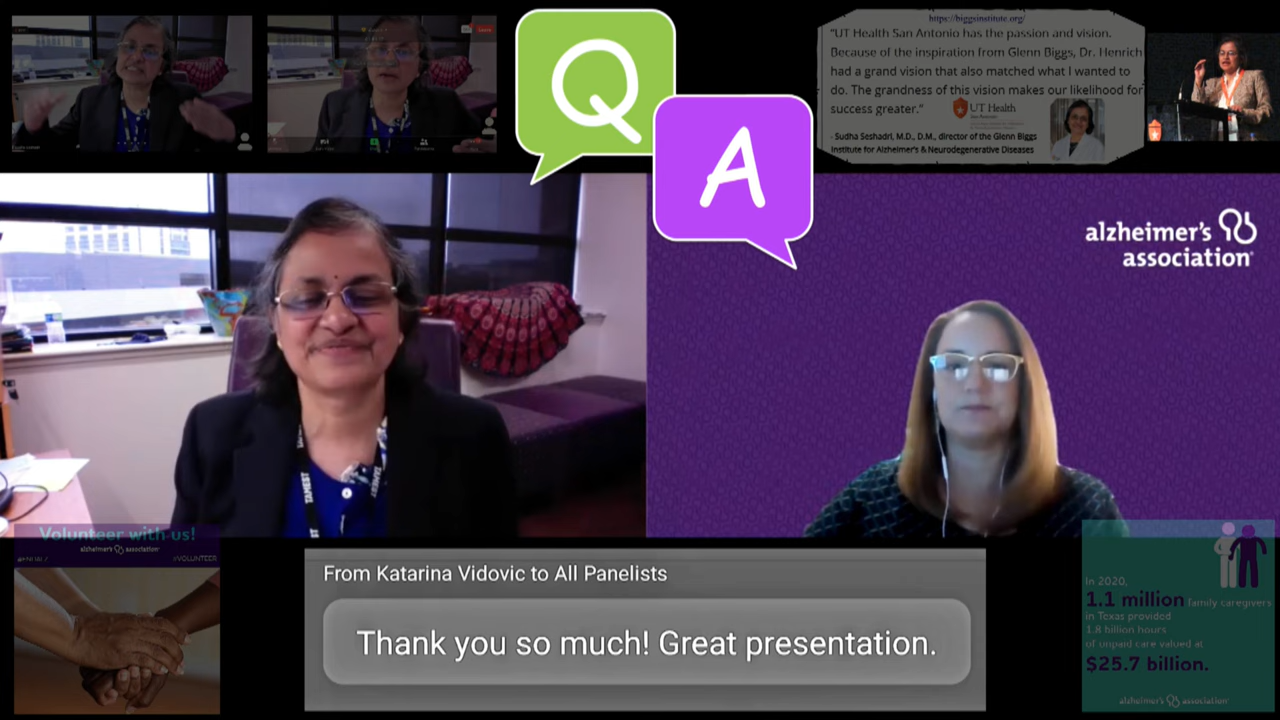 https://biggsinstitute.org/
"UT Health San Antonio has the passion and vision.
Because of the inspiration from Glenn Biggs, Dr. Henrich
had a grand vision that also matched what I wanted to
do. The grandness of this vision makes our likelihood for
success greater."
UT Health
San Antonio
- Sudha Seshadri, M.D., D.M., director of the Glenn Biggs
Institute for Alzheimer's & Neurodegenerative Diseases
Q
A
alzheimer's
association
TAMEST
Volunteer with us!
alzheimer's association
#VOLUNTEER
From Katarina Vidovic to All Panelists
Thank you so much! Great presentation.
In 2020,
1.1 million family caregivers
in Texas provided
1.8 billion hours
of unpaid care valued at
$25.7 billion.
alzheimer's association